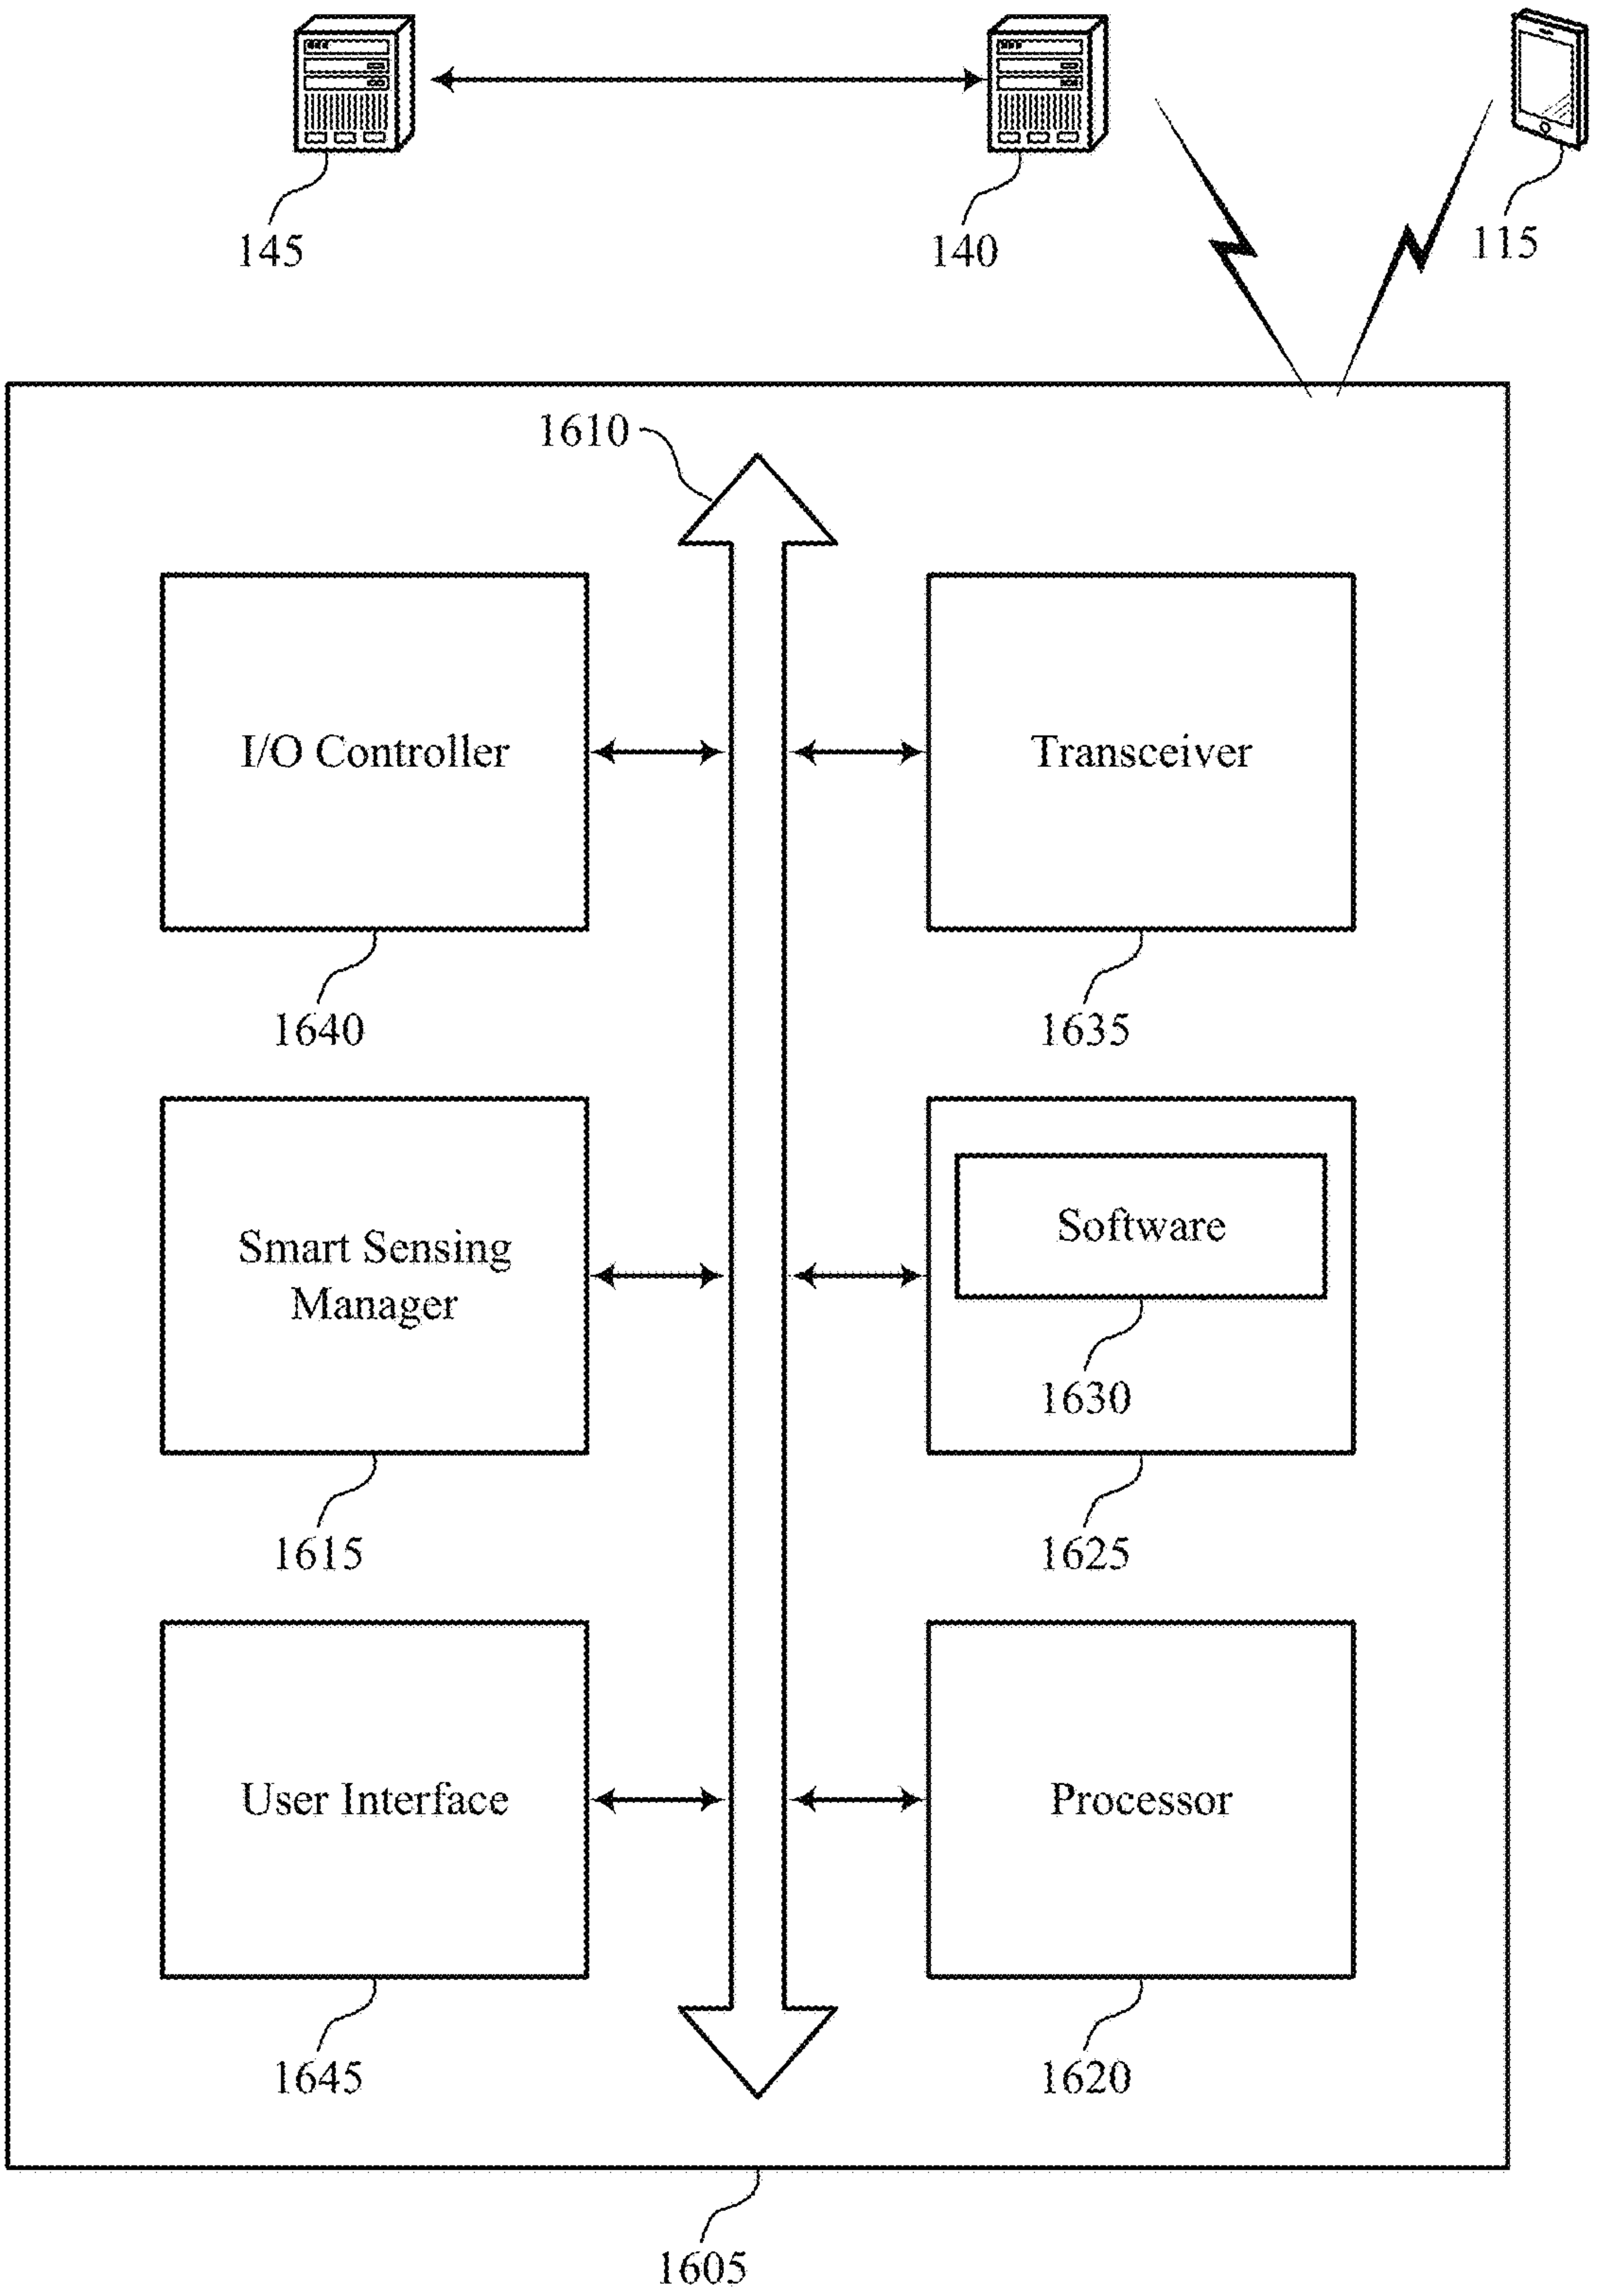 145
140
115
1610
I/O Controller
Transceiver
1640
1635
Smart Sensing
Manager
Software
1630
1615
1625
User Interface
Processor
1645
1620
1605